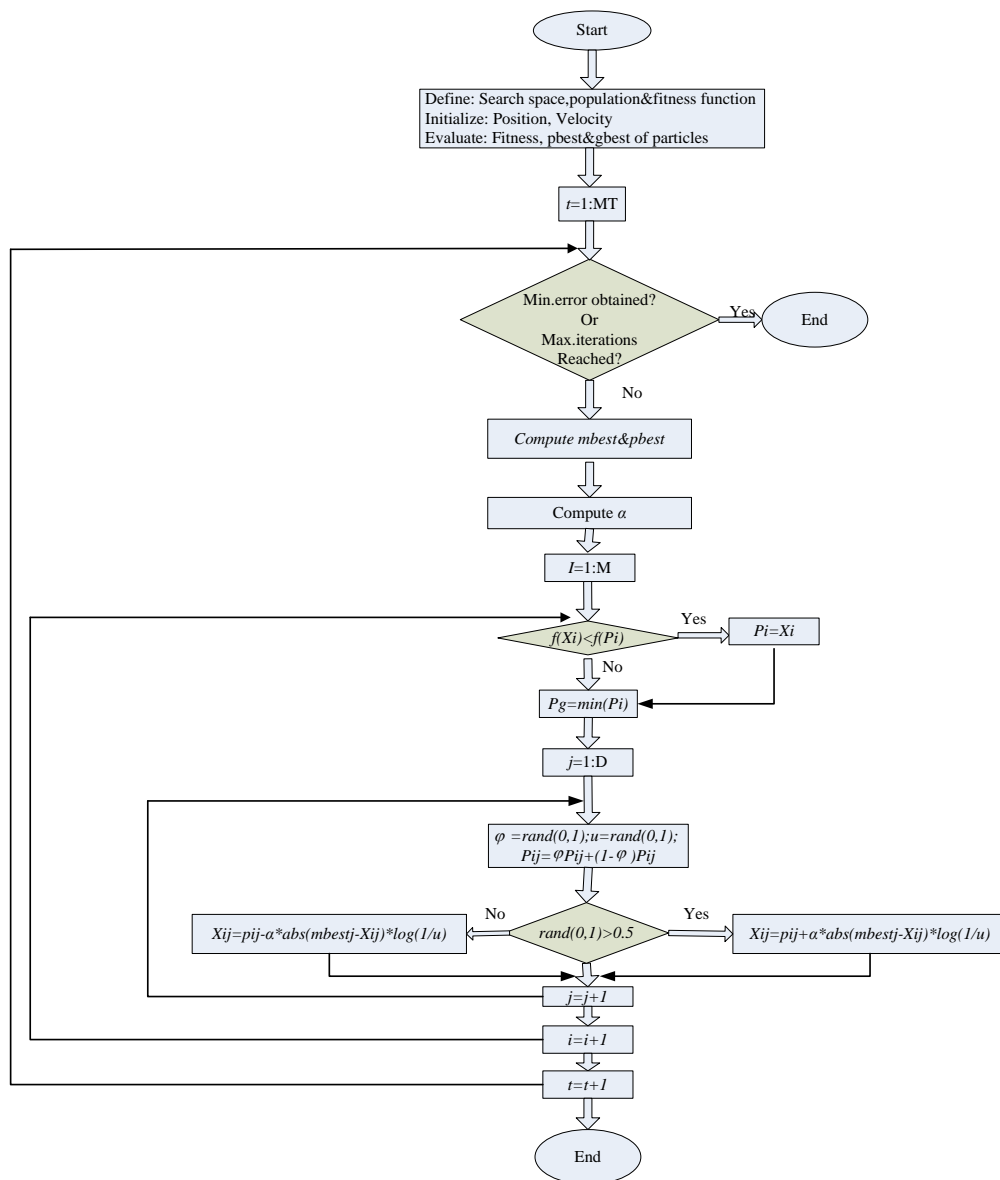 Start
Define: Search space,population&fitness function
Initialize: Position, Velocity
Evaluate: Fitness, pbest&gbest of particles
t=1:MT
Min.error obtained?
Or
Max.iterations
Reached?
Yes
End
No
Compute mbest&pbest
Compute α
I=1:M
f(Xi)<f(Pi)
Yes
Pi=Xi
No
Pg=min(Pi)
j=1:D
φ =rand(0,1);u=rand(0,1);
Pij=φPij+(1-φ )Pij
No
Yes
Xij=pij-α*abs(mbestj-Xij)*log(1/u)
rand(0,1)>0.5
Xij=pij+α*abs(mbestj-Xij)*log(1/u)
j=j+1
i=i+1
t=t+1
End